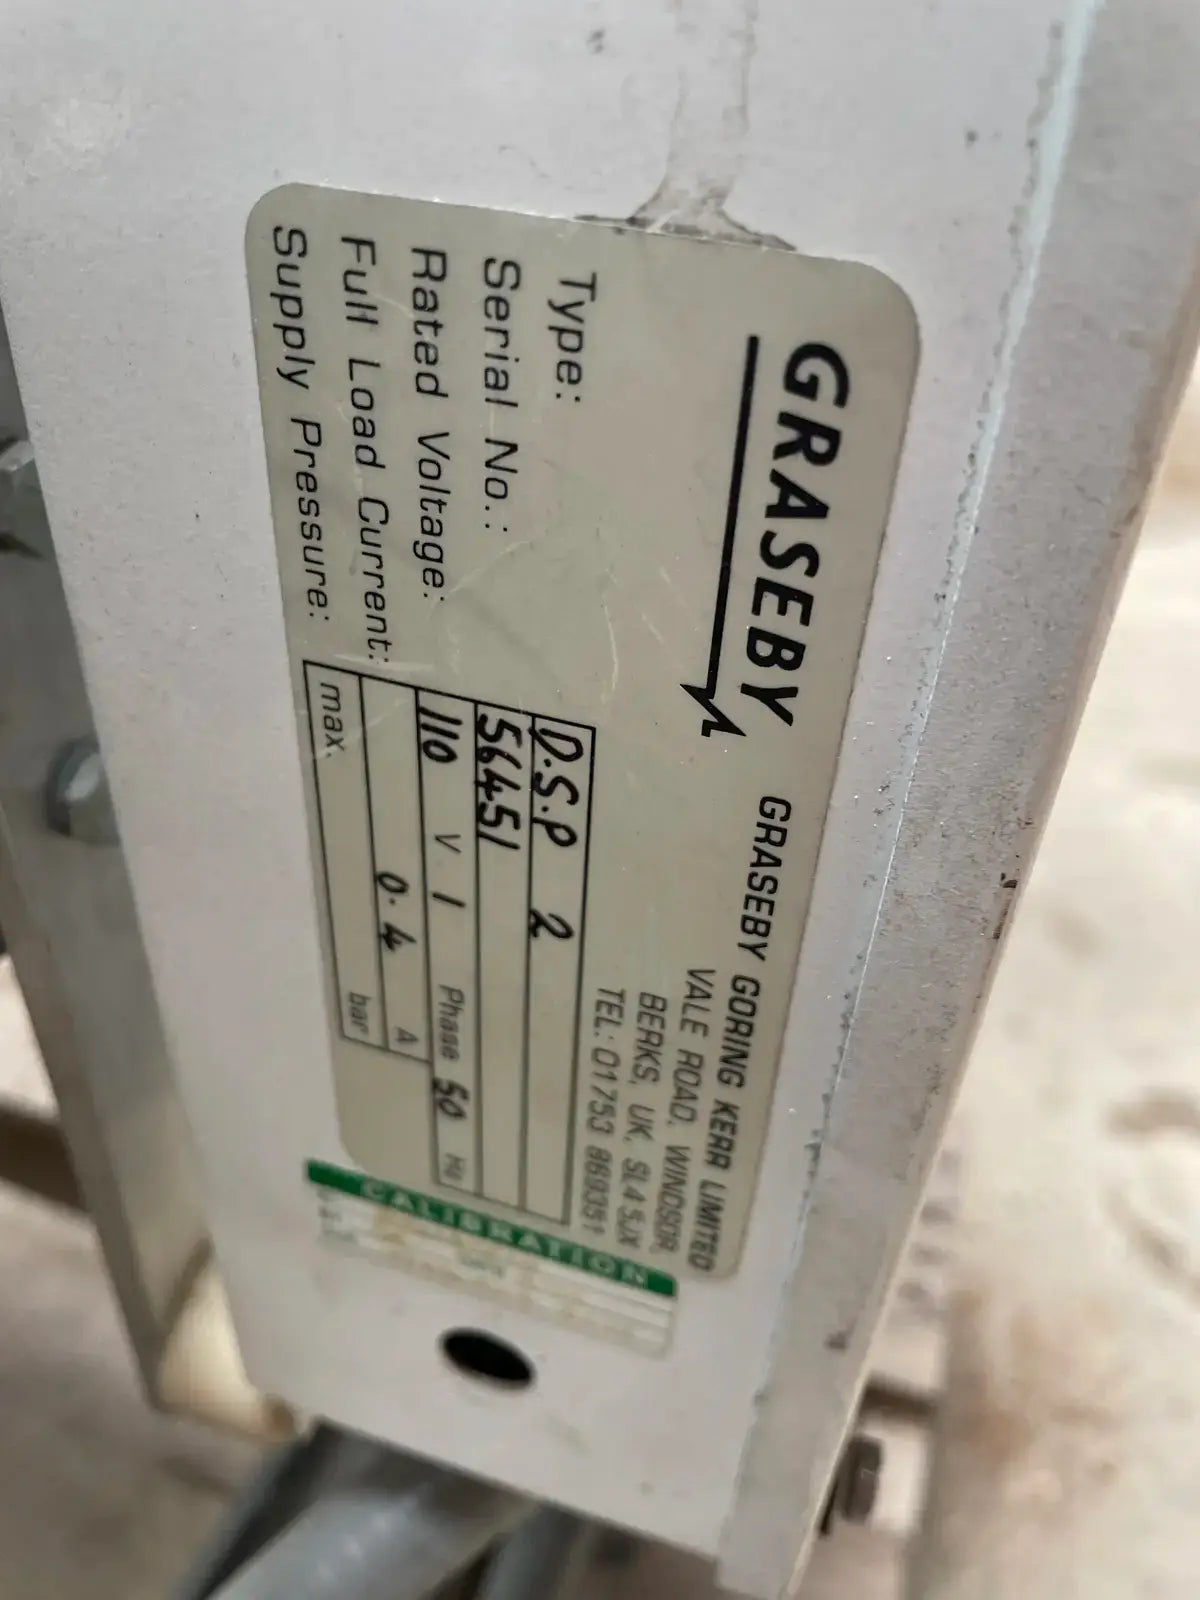 GRASEBY
GRASEBY GORING KERR LIMITED
VALE ROAD, WINDSOR,
BERKS, UK, SL4 5JX
TEL: 01753 869351
Type: D.S.P 2
Serial No.: 56451
Rated Voltage: 110 V 1 Phase 50 Hz
Full Load Current: 0.4 A
Supply Pressure: max. bar
CALIBRATION